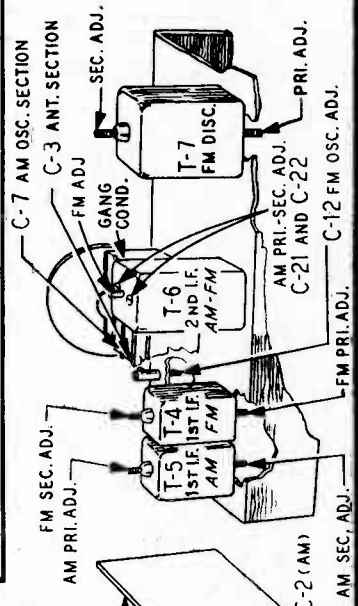 C-7 AM OSC. SECTION
C-3 ANT. SECTION
FM ADJ
GANG
COND.
SEC. ADJ.
FM SEC. ADJ.
AM PRI. ADJ.
T-5
1ST I.F.
AM
T-4
1ST I.F.
FM
T-6
2ND I.F.
AM-FM
T-7
FM DISC.
PRI. ADJ.
AM PRI.-SEC. ADJ.
C-21 AND C-22
C-12 FM OSC. ADJ.
FM PRI. ADJ.
AM SEC. ADJ.
C-2 (AM)